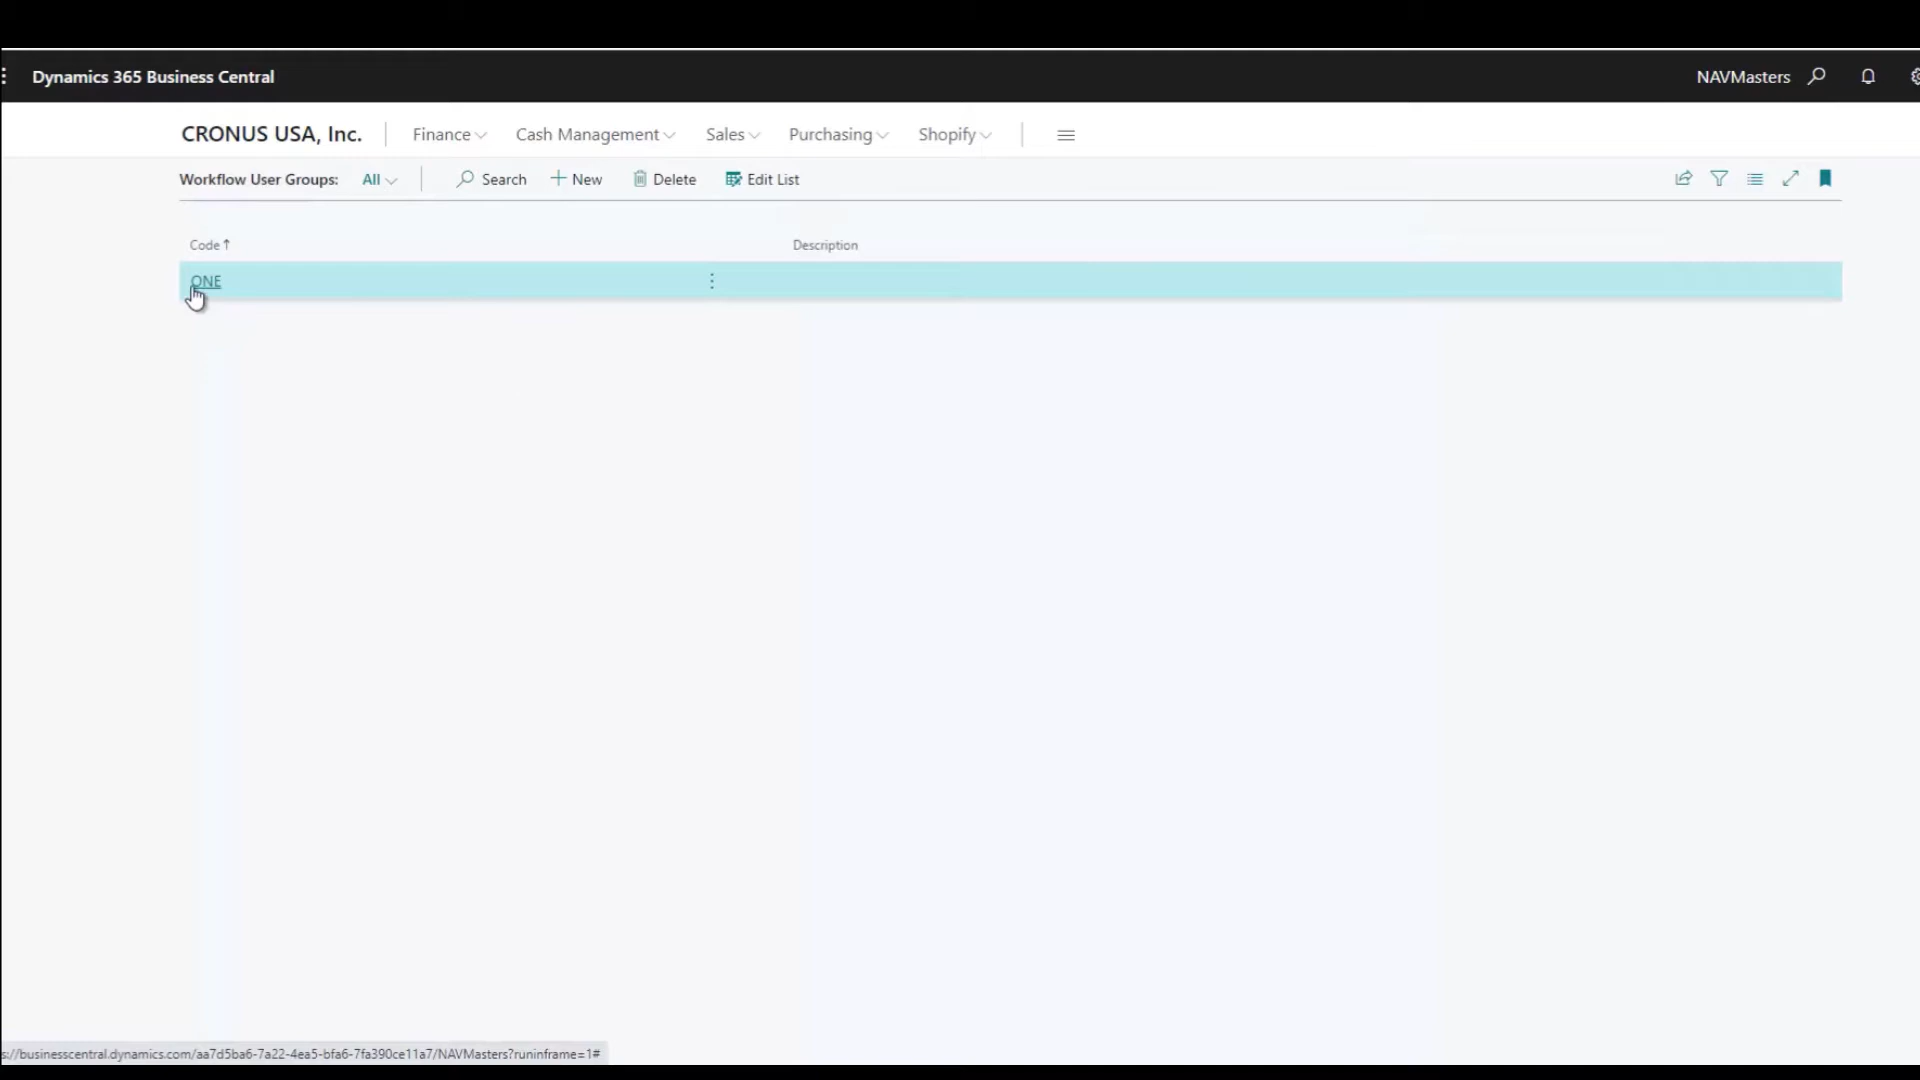 Dynamics 365 Business Central
NAVMasters
CRONUS USA, Inc.
Finance
Cash Management
Sales
Purchasing
Shopify
Workflow User Groups:
All
Search
New
Delete
Edit List
Code
Description
ONE
s://businesscentral.dynamics.com/aa7d5ba6-7a22-4ea5-bfa6-7fa390ce11a7/NAVMasters?runinframe=1#